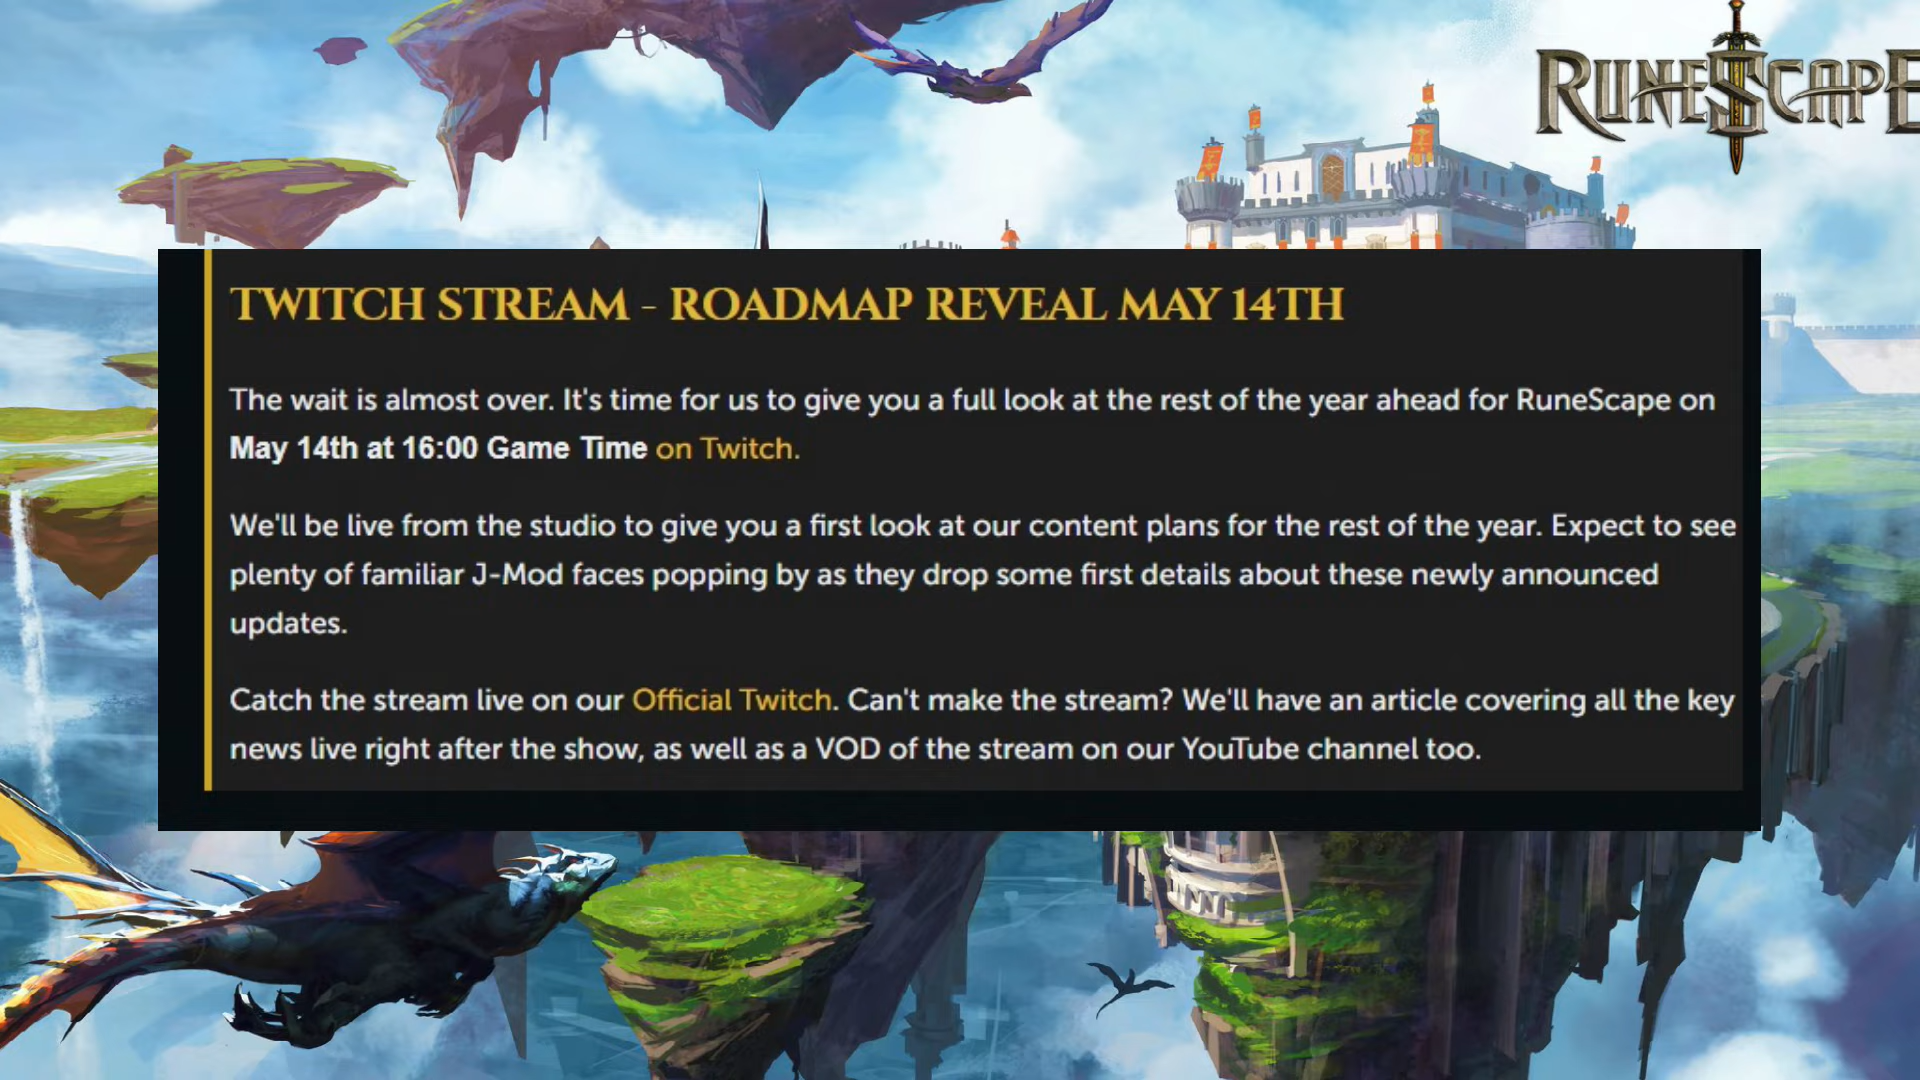 RUNESCAPE
TWITCH STREAM - ROADMAP REVEAL MAY 14TH
The wait is almost over. It's time for us to give you a full look at the rest of the year ahead for RuneScape on
May 14th at 16:00 Game Time on Twitch.
We'll be live from the studio to give you a first look at our content plans for the rest of the year. Expect to see
plenty of familiar J-Mod faces popping by as they drop some first details about these newly announced
updates.
Catch the stream live on our Official Twitch. Can't make the stream? We'll have an article covering all the key
news live right after the show, as well as a VOD of the stream on our YouTube channel too.